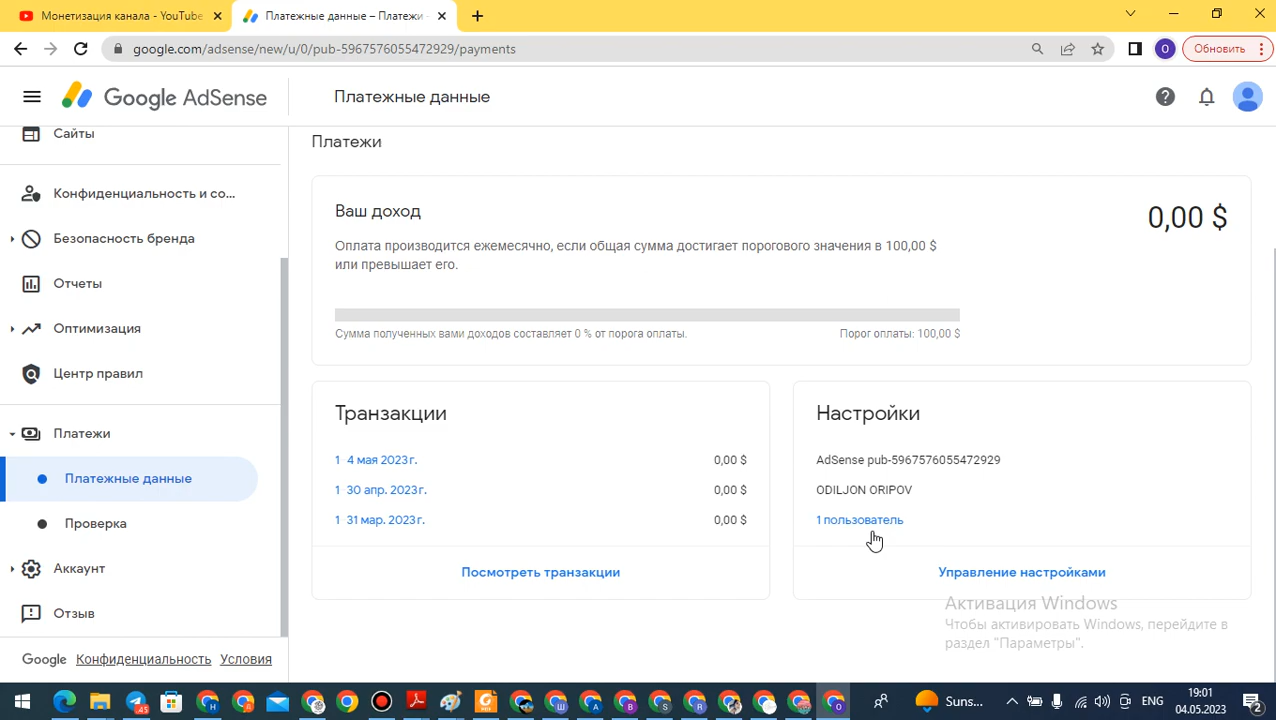 Монетизация канала - YouTube
Платежные данные – Платежи -
google.com/adsense/new/u/0/pub-5967576055472929/payments
O
Обновить
Google AdSense
Платежные данные
Сайты
Конфиденциальность и со...
Безопасность бренда
Отчеты
Оптимизация
Центр правил
Платежи
Платежные данные
Проверка
Аккаунт
Отзыв
Google Конфиденциальность Условия
Платежи
Ваш доход
0,00 $
Оплата производится ежемесячно, если общая сумма достигает порогового значения в 100,00 $
или превышает его.
Сумма полученных вами доходов составляет 0 % от порога оплаты.
Порог оплаты: 100,00 $
Транзакции
1 4 мая 2023 г. 0,00 $
1 30 апр. 2023 г. 0,00 $
1 31 мар. 2023 г. 0,00 $
Посмотреть транзакции
Настройки
AdSense pub-5967576055472929
ODILJON ORIPOV
1 пользователь
Управление настройками
Активация Windows
Чтобы активировать Windows, перейдите в
раздел "Параметры".
Suns...
ENG
19:01
04.05.2023
2